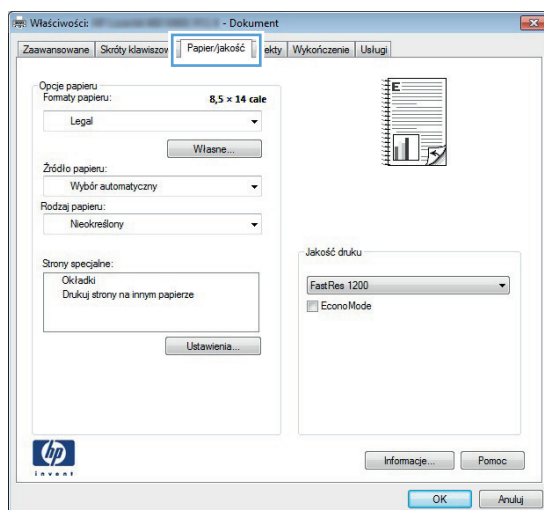 Właściwości: - Dokument
Zaawansowane Skróty klawiszow Papier/jakość ekty Wykończenie Usługi
Opcje papieru
Formaty papieru: 8,5 × 14 cale
Legal
Własne...
Źródło papieru:
Wybór automatyczny
Rodzaj papieru:
Nieokreślony
Strony specjalne:
Okładki
Drukuj strony na innym papierze
Ustawienia...
E
Jakość druku
FastRes 1200
EconoMode
hp
invent
Informacje... Pomoc
OK Anuluj